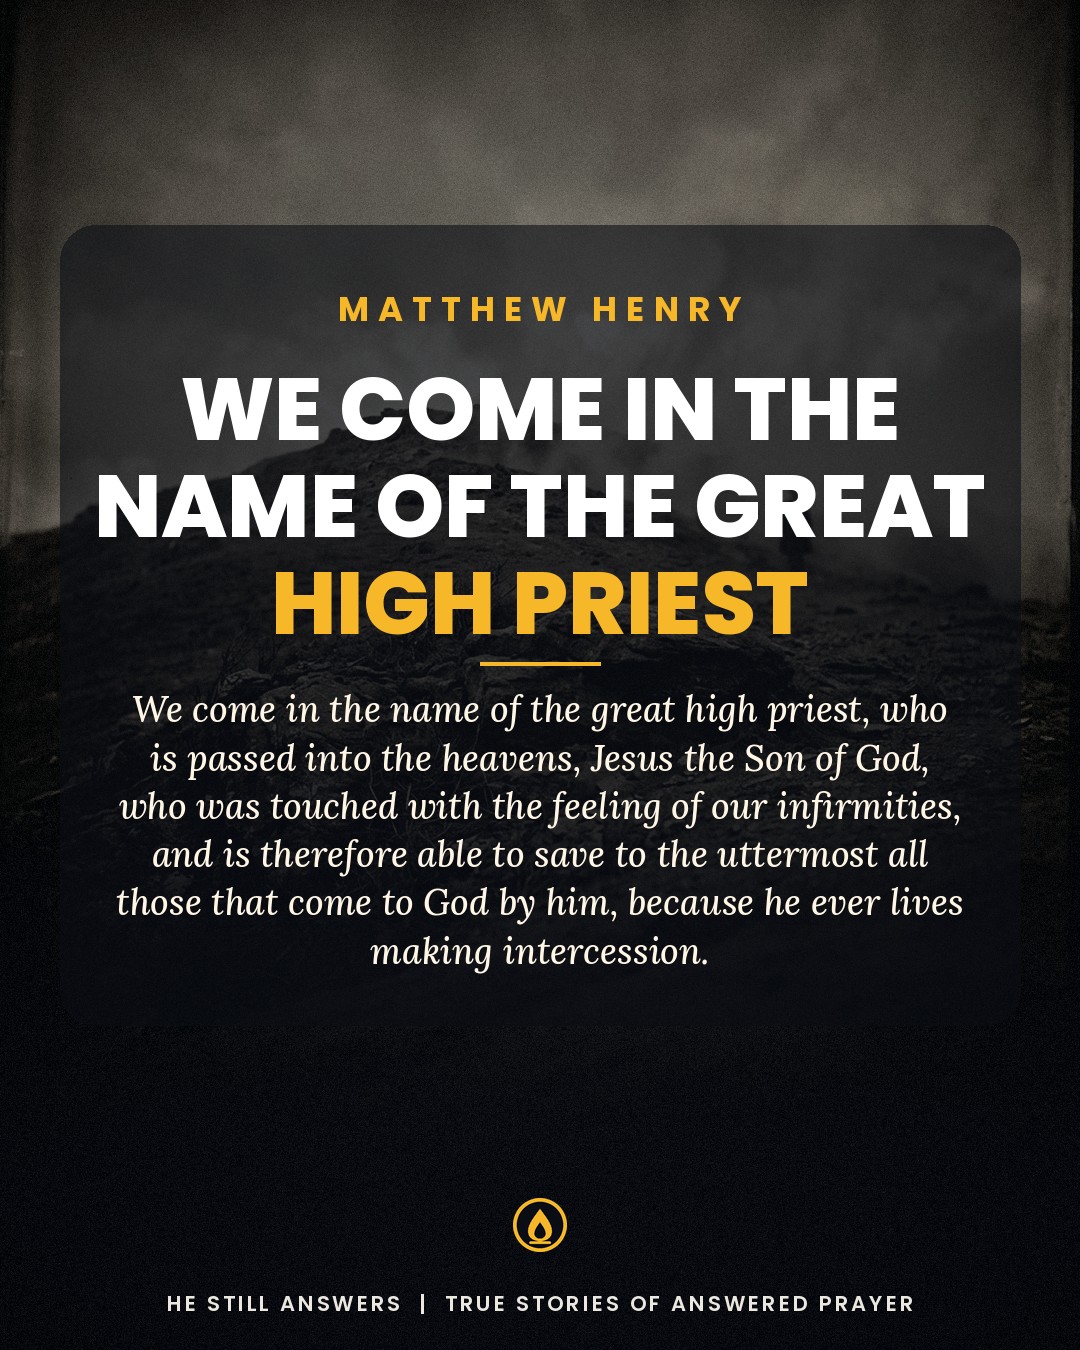 MATTHEW HENRY
WE COME IN THE
NAME OF THE GREAT
HIGH PRIEST
We come in the name of the great high priest, who
is passed into the heavens, Jesus the Son of God,
who was touched with the feeling of our infirmities,
and is therefore able to save to the uttermost all
those that come to God by him, because he ever lives
making intercession.
HE STILL ANSWERS | TRUE STORIES OF ANSWERED PRAYER